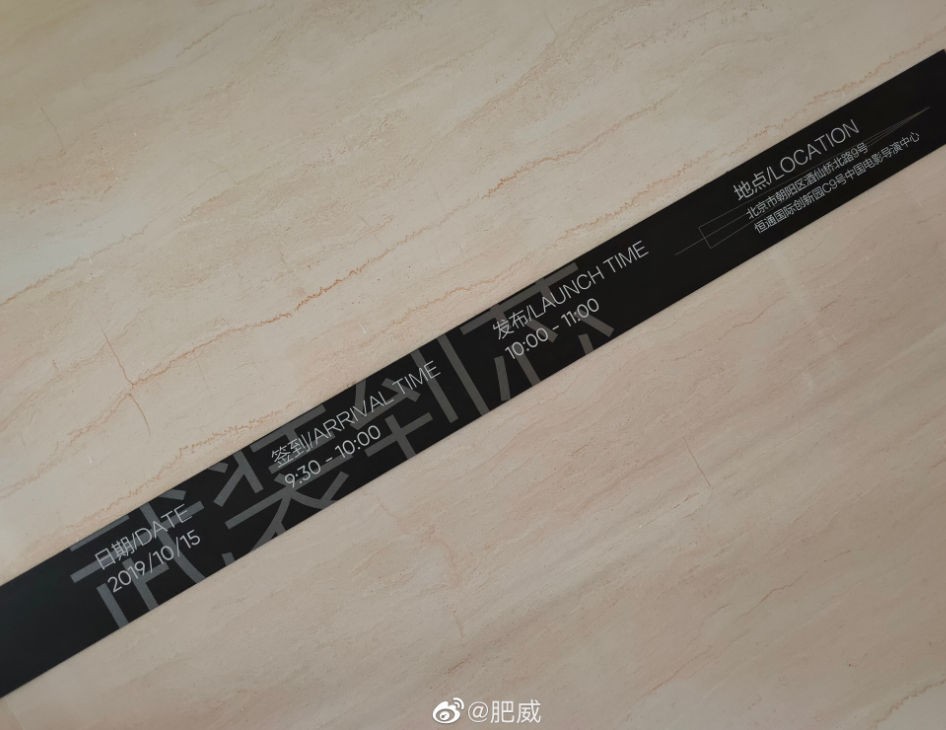 武装到芯
日期/DATE
2019/10/15
签到/ARRIVAL TIME
9:30 - 10:00
发布/LAUNCH TIME
10:00 - 11:00
地点/LOCATION
北京市朝阳区酒仙桥北路9号
恒通国际创新园C9号中国电影导演中心
@肥威